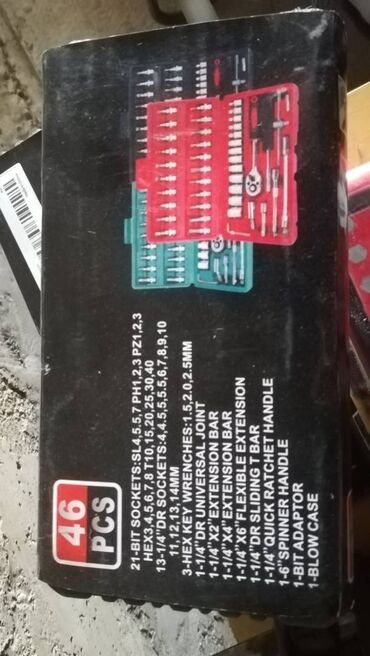 46
PCS
21-BIT SOCKETS:SL4,5.5,7 PH1,2,3 PZ1,2,3
HEX3,4,5,6,7,8 T10,15,20,25,30,40
13-1/4"DR SOCKETS:4,4.5,5,5.5,6,7,8,9,10
11,12,13,14MM
3-HEX KEY WRENCHES:1.5,2.0,2.5MM
1-1/4"DR UNIVERSAL JOINT
1-1/4"X2" EXTENSION BAR
1-1/4"X4" EXTENSION BAR
1-1/4"X6" FLEXIBLE EXTENSION
1-1/4"DR SLIDING T BAR
1-1/4" QUICK RATCHET HANDLE
1-6" SPINNER HANDLE
1-BIT ADAPTOR
1-BLOW CASE